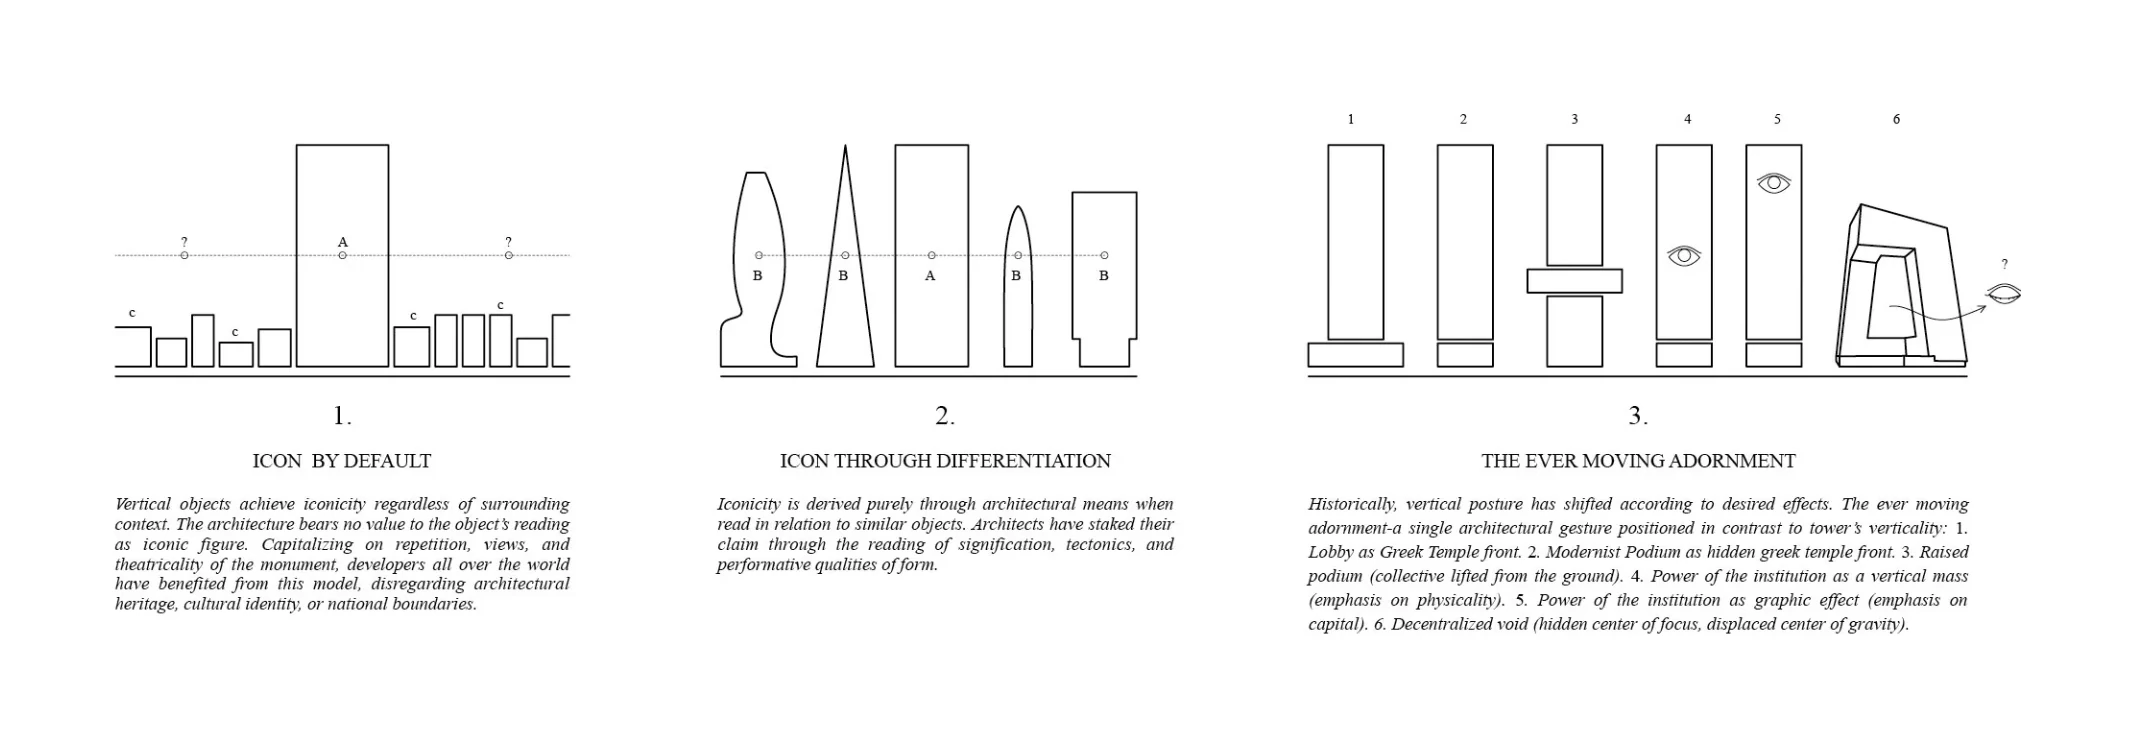 ? A ?
c c c c
1.
ICON BY DEFAULT
Vertical objects achieve iconicity regardless of surrounding
context. The architecture bears no value to the object's reading
as iconic figure. Capitalizing on repetition, views, and
theatricality of the monument, developers all over the world
have benefited from this model, disregarding architectural
heritage, cultural identity, or national boundaries.
B B A B B
2.
ICON THROUGH DIFFERENTIATION
Iconicity is derived purely through architectural means when
read in relation to similar objects. Architects have staked their
claim through the reading of signification, tectonics, and
performative qualities of form.
1 2 3 4 5 6
?
3.
THE EVER MOVING ADORNMENT
Historically, vertical posture has shifted according to desired effects. The ever moving
adornment-a single architectural gesture positioned in contrast to tower's verticality: 1.
Lobby as Greek Temple front. 2. Modernist Podium as hidden greek temple front. 3. Raised
podium (collective lifted from the ground). 4. Power of the institution as a vertical mass
(emphasis on physicality). 5. Power of the institution as graphic effect (emphasis on
capital). 6. Decentralized void (hidden center of focus, displaced center of gravity).